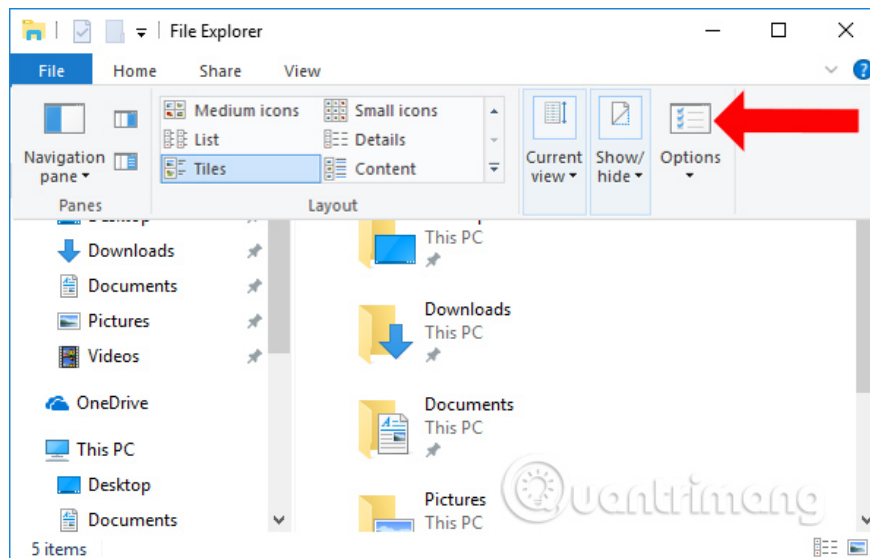 File Explorer
File Home Share View
Medium icons Small icons
List Details
Tiles Content
Navigation pane
Current view
Show/ hide
Options
Panes
Layout
Downloads
Documents
Pictures
Videos
OneDrive
This PC
Desktop
Documents
This PC
Downloads
This PC
Documents
This PC
Pictures
This PC
Quantrimang
5 items